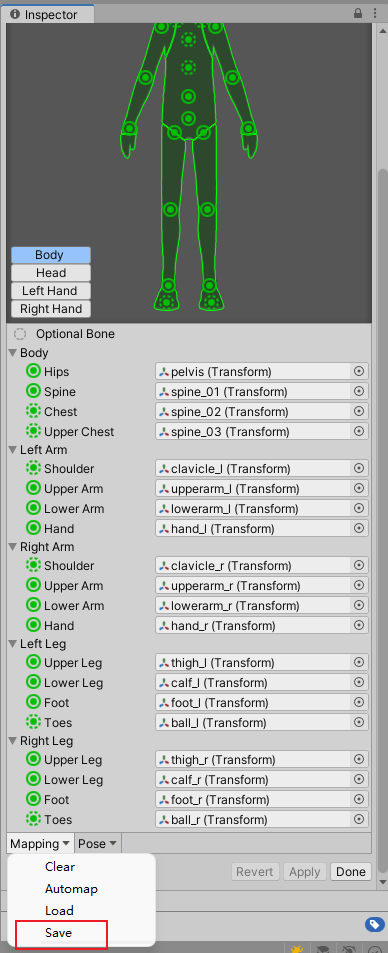 Inspector
Body
Head
Left Hand
Right Hand
Optional Bone
Body
Hips pelvis (Transform)
Spine spine_01 (Transform)
Chest spine_02 (Transform)
Upper Chest spine_03 (Transform)
Left Arm
Shoulder clavicle_l (Transform)
Upper Arm upperarm_l (Transform)
Lower Arm lowerarm_l (Transform)
Hand hand_l (Transform)
Right Arm
Shoulder clavicle_r (Transform)
Upper Arm upperarm_r (Transform)
Lower Arm lowerarm_r (Transform)
Hand hand_r (Transform)
Left Leg
Upper Leg thigh_l (Transform)
Lower Leg calf_l (Transform)
Foot foot_l (Transform)
Toes ball_l (Transform)
Right Leg
Upper Leg thigh_r (Transform)
Lower Leg calf_r (Transform)
Foot foot_r (Transform)
Toes ball_r (Transform)
Mapping Pose
Clear
Revert Apply Done
Automap
Load
Save